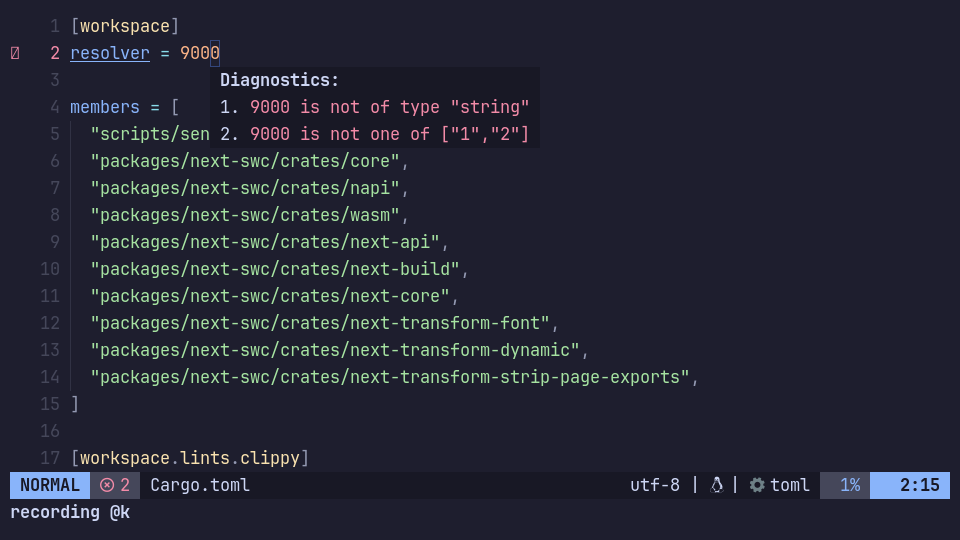 1 [workspace]
2 resolver = 9000
3 Diagnostics:
4 members = [ 1. 9000 is not of type "string"
5 "scripts/sen 2. 9000 is not one of ["1","2"]
6 "packages/next-swc/crates/core",
7 "packages/next-swc/crates/napi",
8 "packages/next-swc/crates/wasm",
9 "packages/next-swc/crates/next-api",
10 "packages/next-swc/crates/next-build",
11 "packages/next-swc/crates/next-core",
12 "packages/next-swc/crates/next-transform-font",
13 "packages/next-swc/crates/next-transform-dynamic",
14 "packages/next-swc/crates/next-transform-strip-page-exports",
15 ]
16
17 [workspace.lints.clippy]
NORMAL 2 Cargo.toml utf-8 | | toml 1% 2:15
recording @k